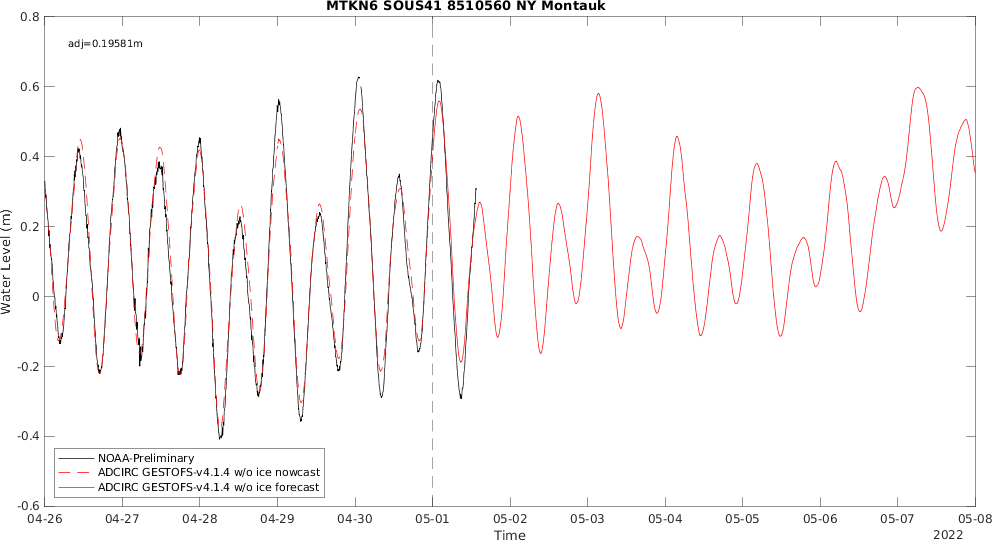 MTKN6 SOUS41 8510560 NY Montauk
0.8
adj=0.19581m
0.6
0.4
0.2
0
-0.2
-0.4
-0.6
Water Level (m)
NOAA-Preliminary
ADCIRC GESTOFS-v4.1.4 w/o ice nowcast
ADCIRC GESTOFS-v4.1.4 w/o ice forecast
04-26 04-27 04-28 04-29 04-30 05-01 05-02 05-03 05-04 05-05 05-06 05-07 05-08
Time
2022